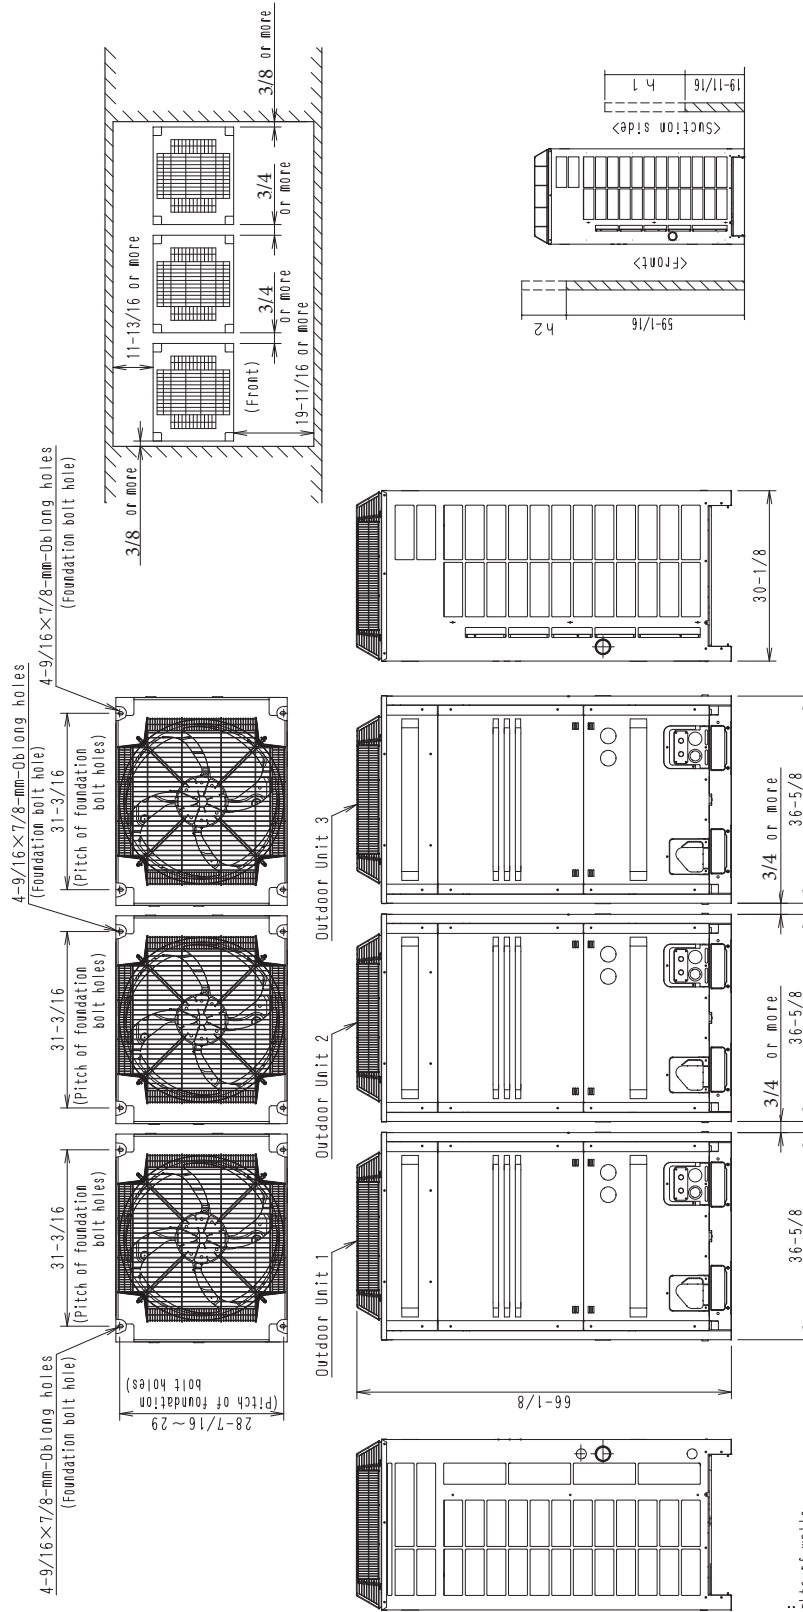 4-9/16×7/8-mm-Oblong holes
(Foundation bolt hole)
28-7/16~29
(Pitch of foundation
bolt holes)
31-3/16
(Pitch of foundation
bolt holes)
31-3/16
(Pitch of foundation
bolt holes)
4-9/16×7/8-mm-Oblong holes
(Foundation bolt hole)
31-3/16
(Pitch of foundation
bolt holes)
4-9/16×7/8-mm-Oblong holes
(Foundation bolt hole)
3/8 or more
11-13/16 or more
(Front)
19-11/16 or more
3/4
or more
3/4
or more
3/8 or more
66-1/8
Outdoor Unit 1
Outdoor Unit 2
Outdoor Unit 3
36-5/8
3/4 or more
36-5/8
3/4 or more
36-5/8
30-1/8
h2
59-1/16
<Front>
<Suction side>
h 1
19-11/16
of walls